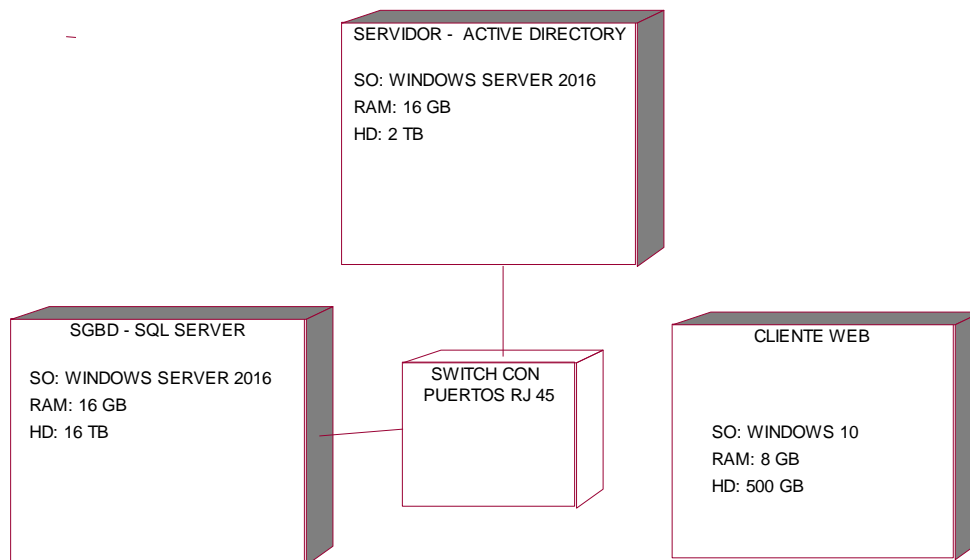 SERVIDOR - ACTIVE DIRECTORY
SO: WINDOWS SERVER 2016
RAM: 16 GB
HD: 2 TB
SGBD - SQL SERVER
SO: WINDOWS SERVER 2016
RAM: 16 GB
HD: 16 TB
SWITCH CON
PUERTOS RJ 45
CLIENTE WEB
SO: WINDOWS 10
RAM: 8 GB
HD: 500 GB